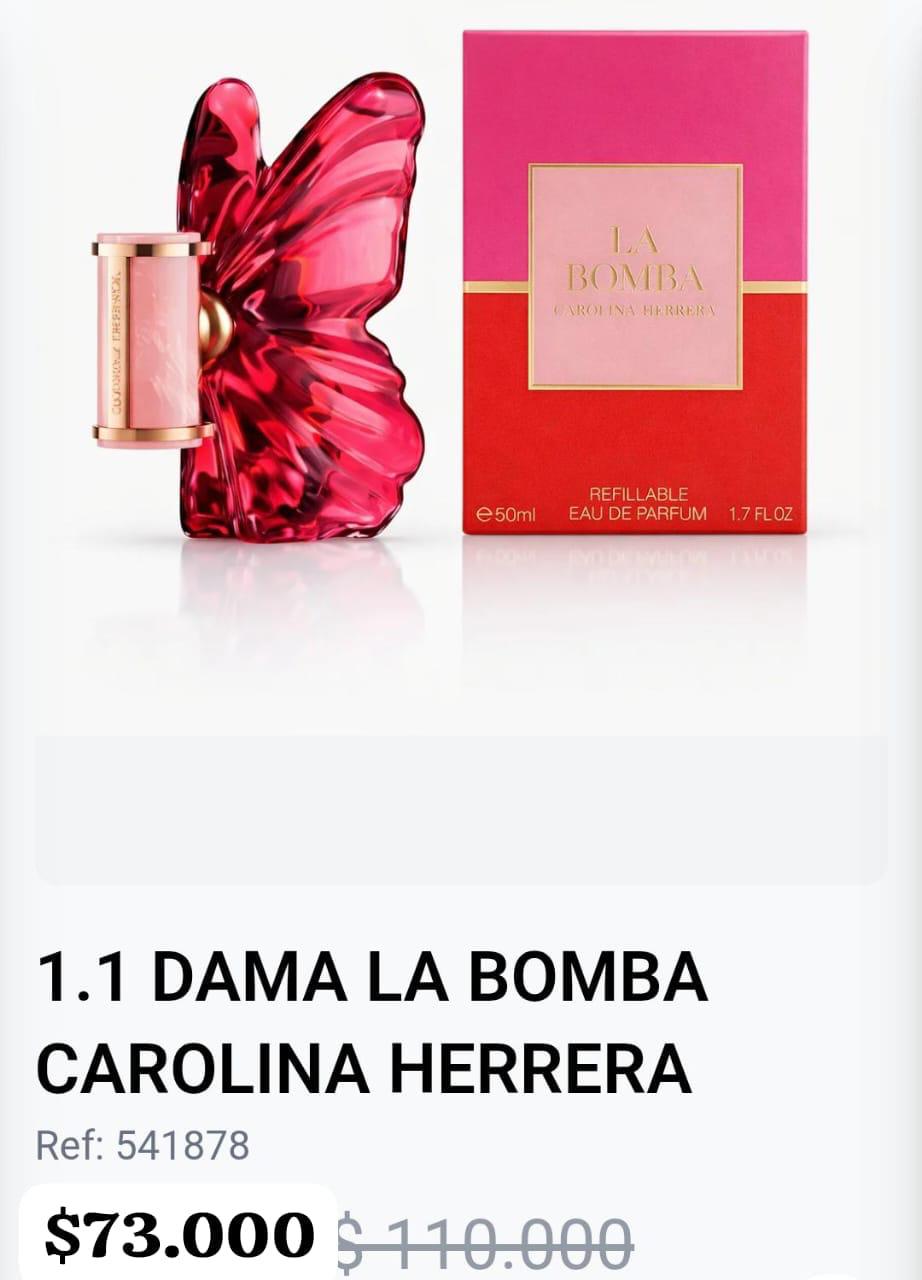 LA
BOMBA
CAROLINA HERRERA
REFILLABLE
e50ml EAU DE PARFUM 1.7 FL OZ
1.1 DAMA LA BOMBA
CAROLINA HERRERA
Ref: 541878
$73.000 $ 110.000